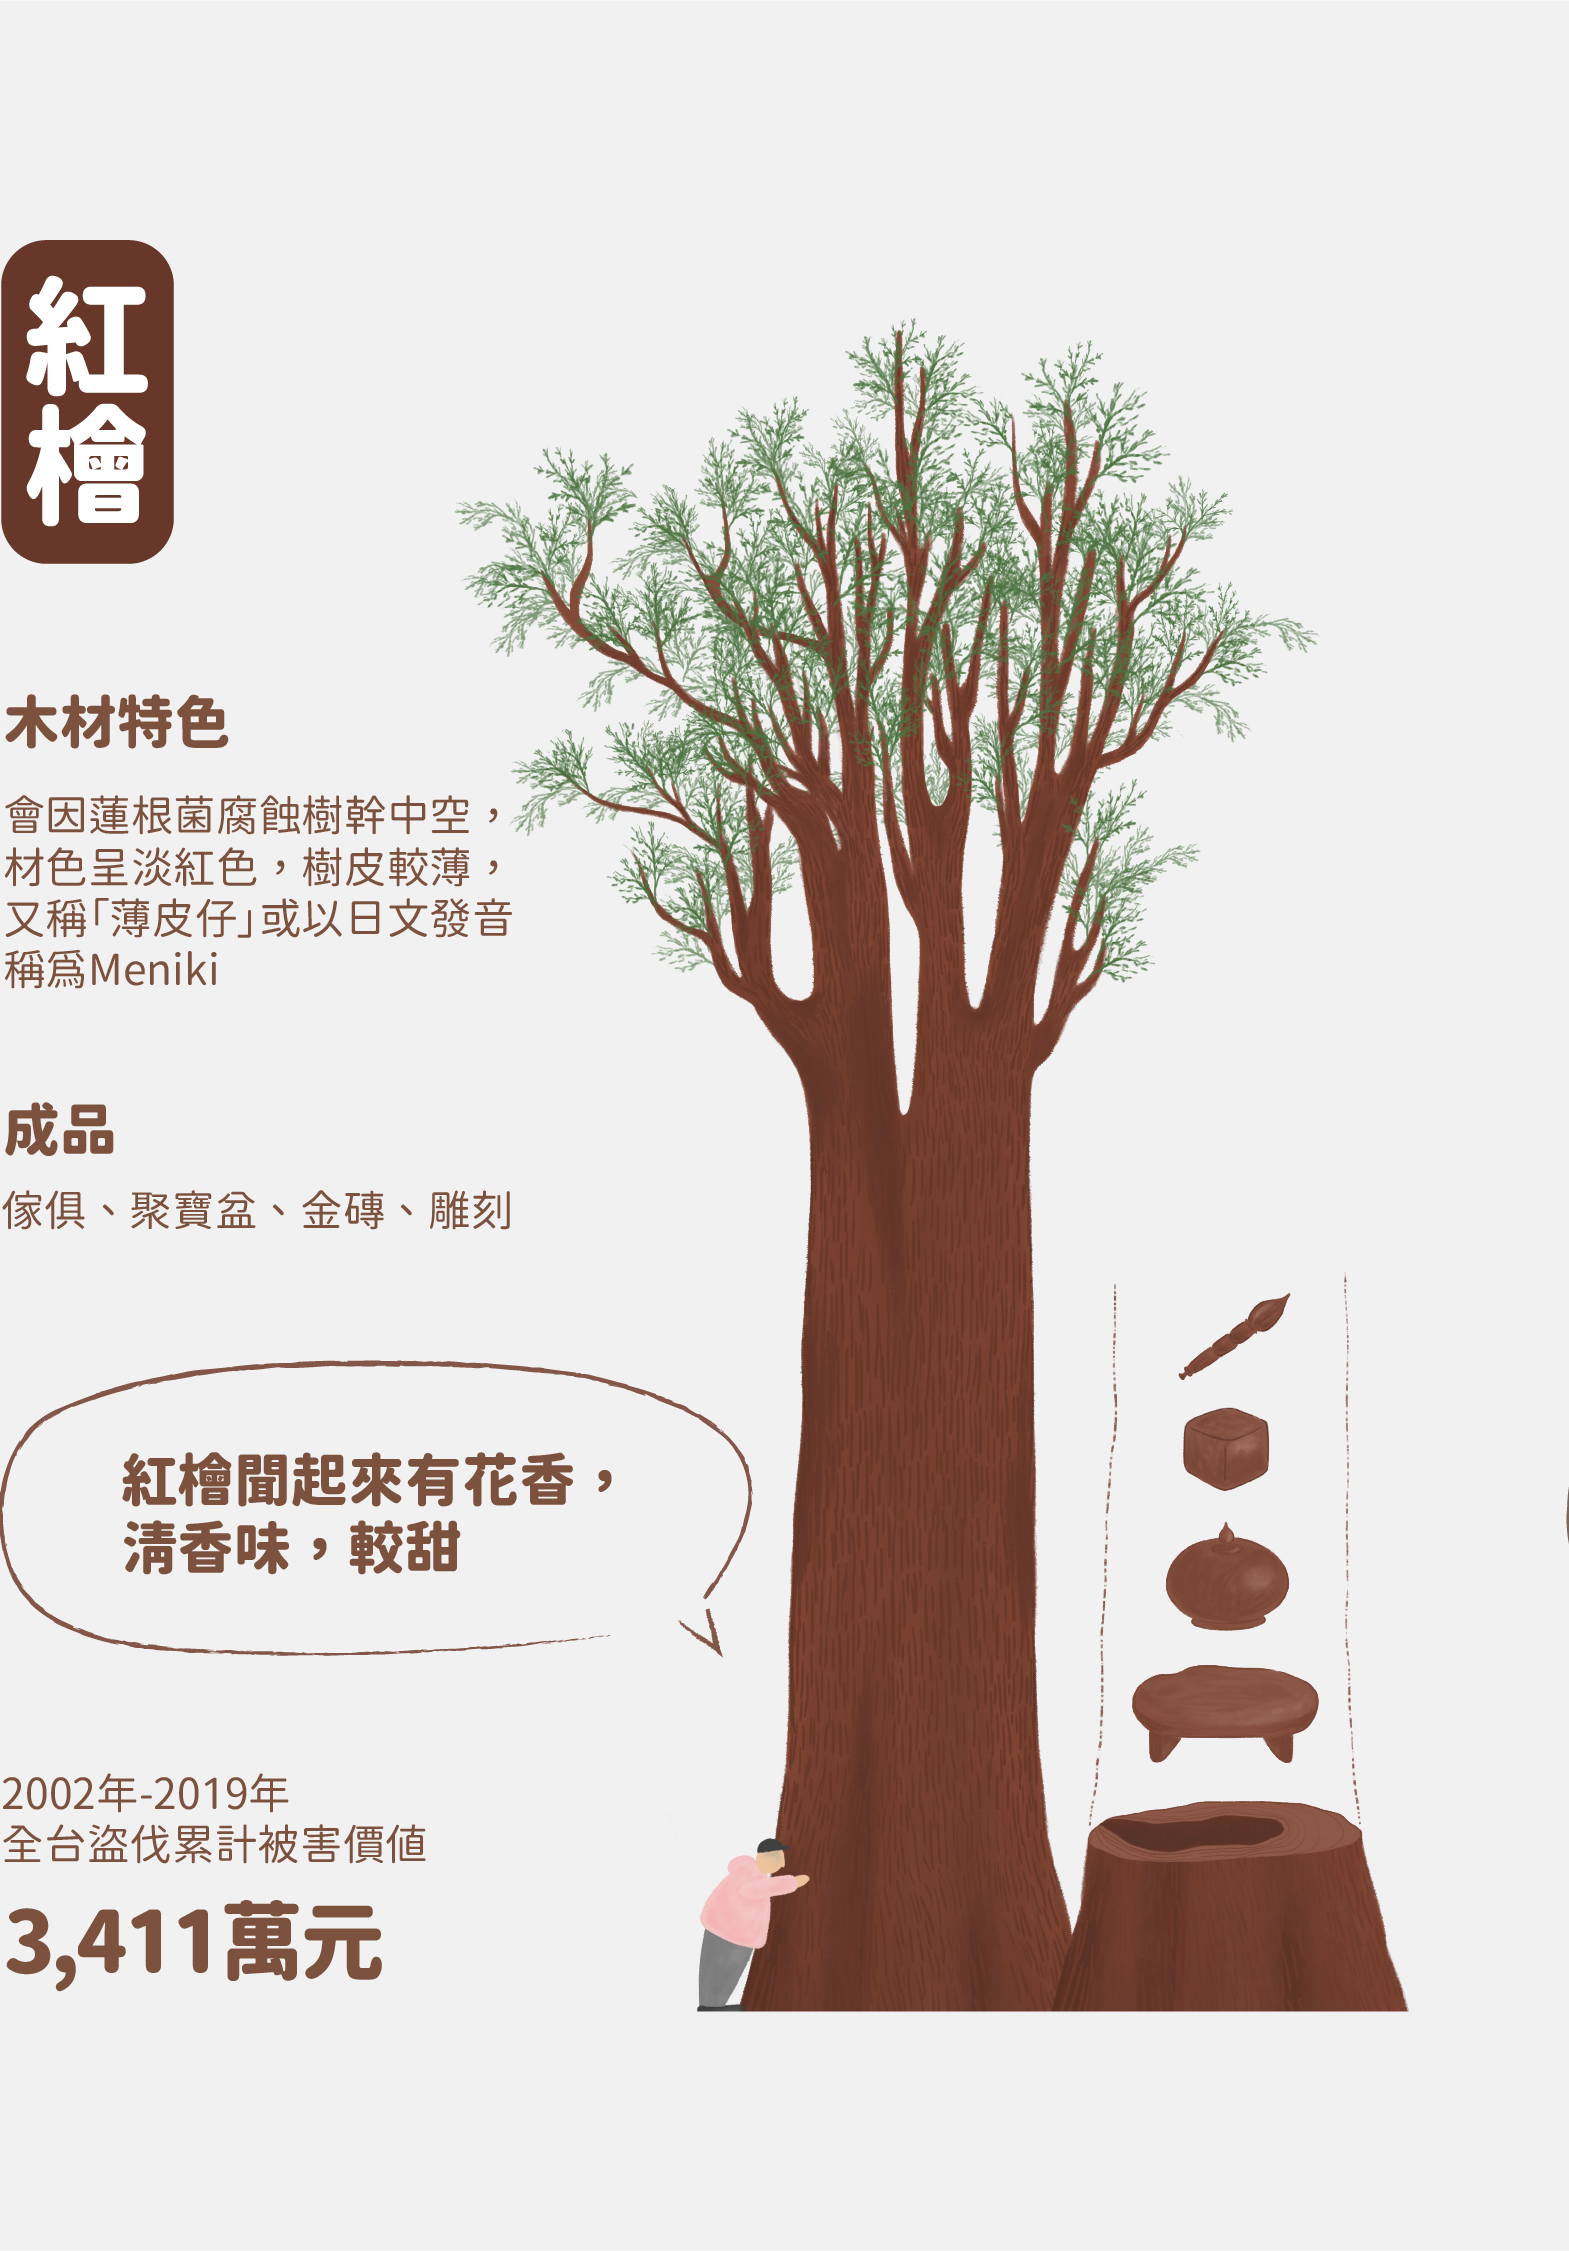 紅檜
木材特色
會因蓮根菌腐蝕樹幹中空，
材色呈淡紅色，樹皮較薄，
又稱「薄皮仔」或以日文發音
稱為Meniki
成品
傢俱、聚寶盆、金磚、雕刻
紅檜聞起來有花香，
清香味，較甜
2002年-2019年
全台盜伐累計被害價值
3,411萬元